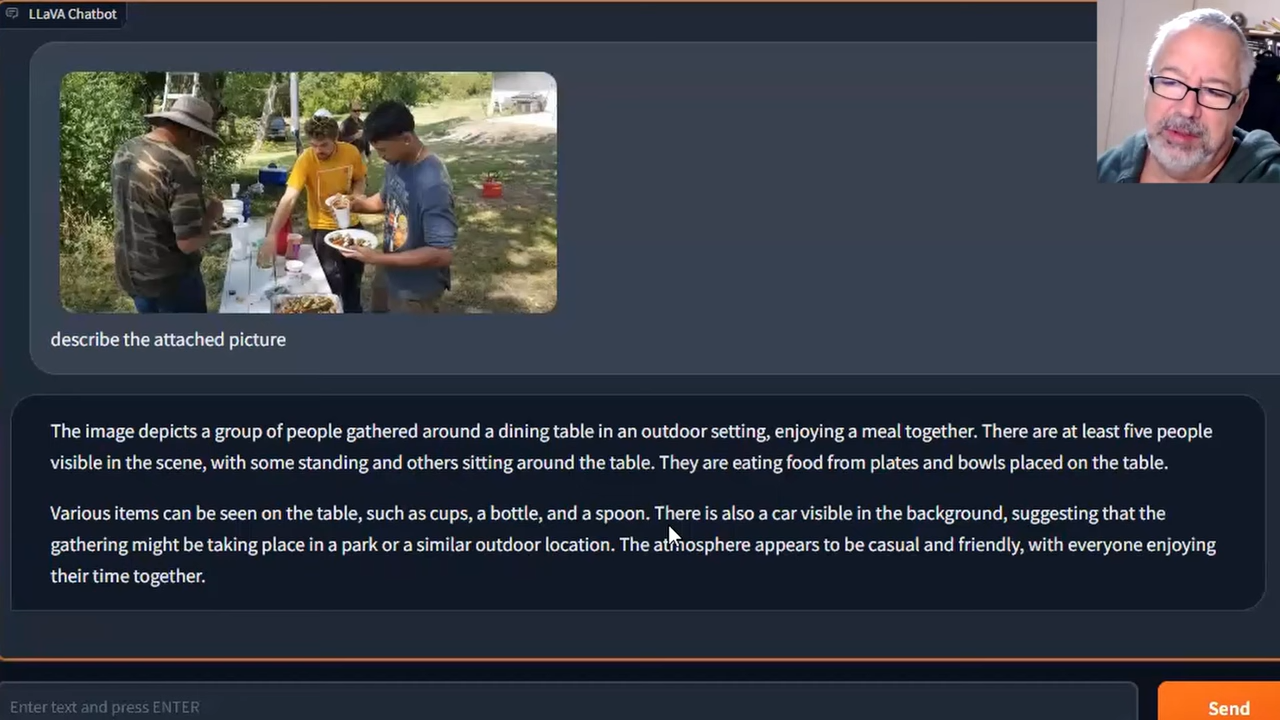 LLaVA Chatbot
describe the attached picture
The image depicts a group of people gathered around a dining table in an outdoor setting, enjoying a meal together. There are at least five people
visible in the scene, with some standing and others sitting around the table. They are eating food from plates and bowls placed on the table.
Various items can be seen on the table, such as cups, a bottle, and a spoon. There is also a car visible in the background, suggesting that the
gathering might be taking place in a park or a similar outdoor location. The atmosphere appears to be casual and friendly, with everyone enjoying
their time together.
Enter text and press ENTER
Send